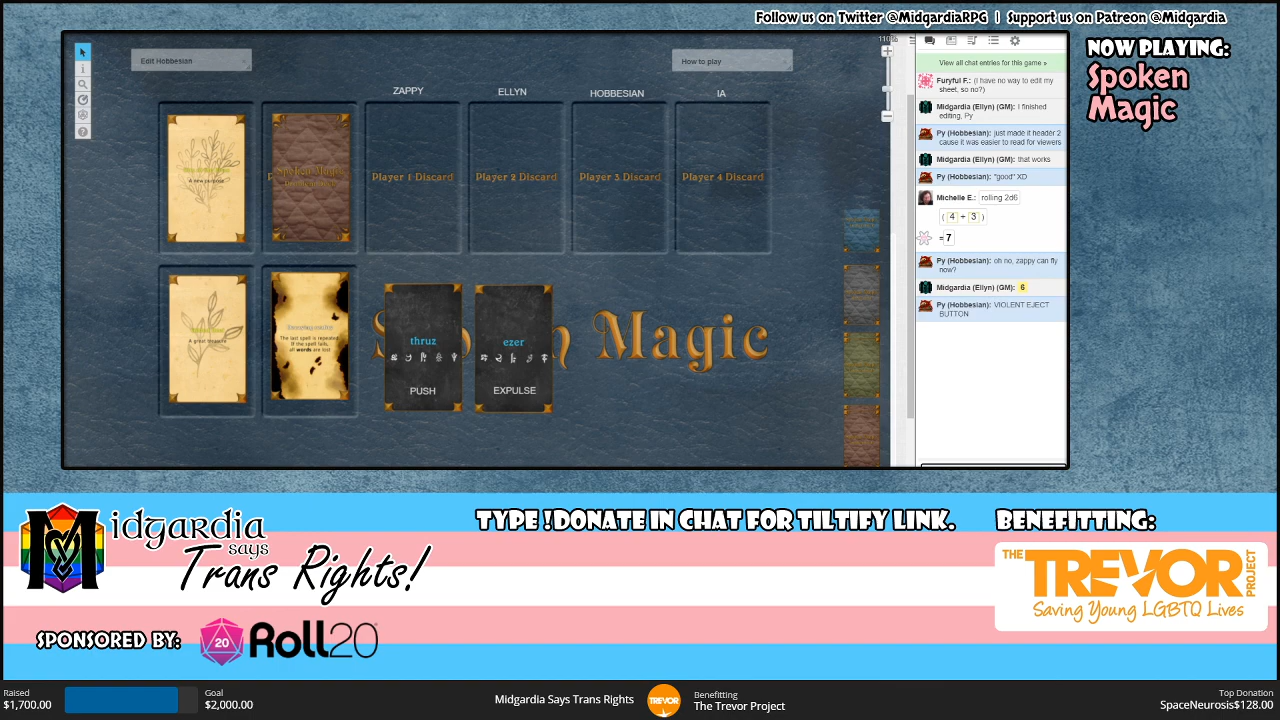 Follow us on Twitter @MidgardiaRPG | Support us on Patreon @Midgardia
NOW PLAYING:
Spoken
Magic
Edit Hobbesian
How to play
110%
ZAPPY
ELLYN
HOBBESIAN
IA
A new purpose
Spoken Magic
Player 1 Discard
Player 2 Discard
Player 3 Discard
Player 4 Discard
A great treasure
The last spell is repeated
If the spell fails,
all words are lost
thruz
PUSH
ezer
EXPULSE
Magic
View all chat entries for this game »
Furyful F.: (I have no way to edit my
sheet, so no?)
Midgardia (Ellyn) (GM): I finished
editing, Py
Py (Hobbesian): just made it header 2
cause it was easier to read for viewers
Midgardia (Ellyn) (GM): that works
Py (Hobbesian): "good" XD
Michelle E.: rolling 2d6
( 4 + 3 )
=7
Py (Hobbesian): oh no, zappy can fly
now?
Midgardia (Ellyn) (GM): 6
Py (Hobbesian): VIOLENT EJECT
BUTTON
Midgardia
says
Trans Rights!
TYPE !DONATE IN CHAT FOR TILTIFY LINK.
BENEFITTING:
THE
TREVOR
PROJECT
Saving Young LGBTQ Lives
SPONSORED BY:
20
Roll20
Raised
$1,700.00
Goal
$2,000.00
Midgardia Says Trans Rights
TREVOR
Benefitting
The Trevor Project
Top Donation
SpaceNeurosis$128.00